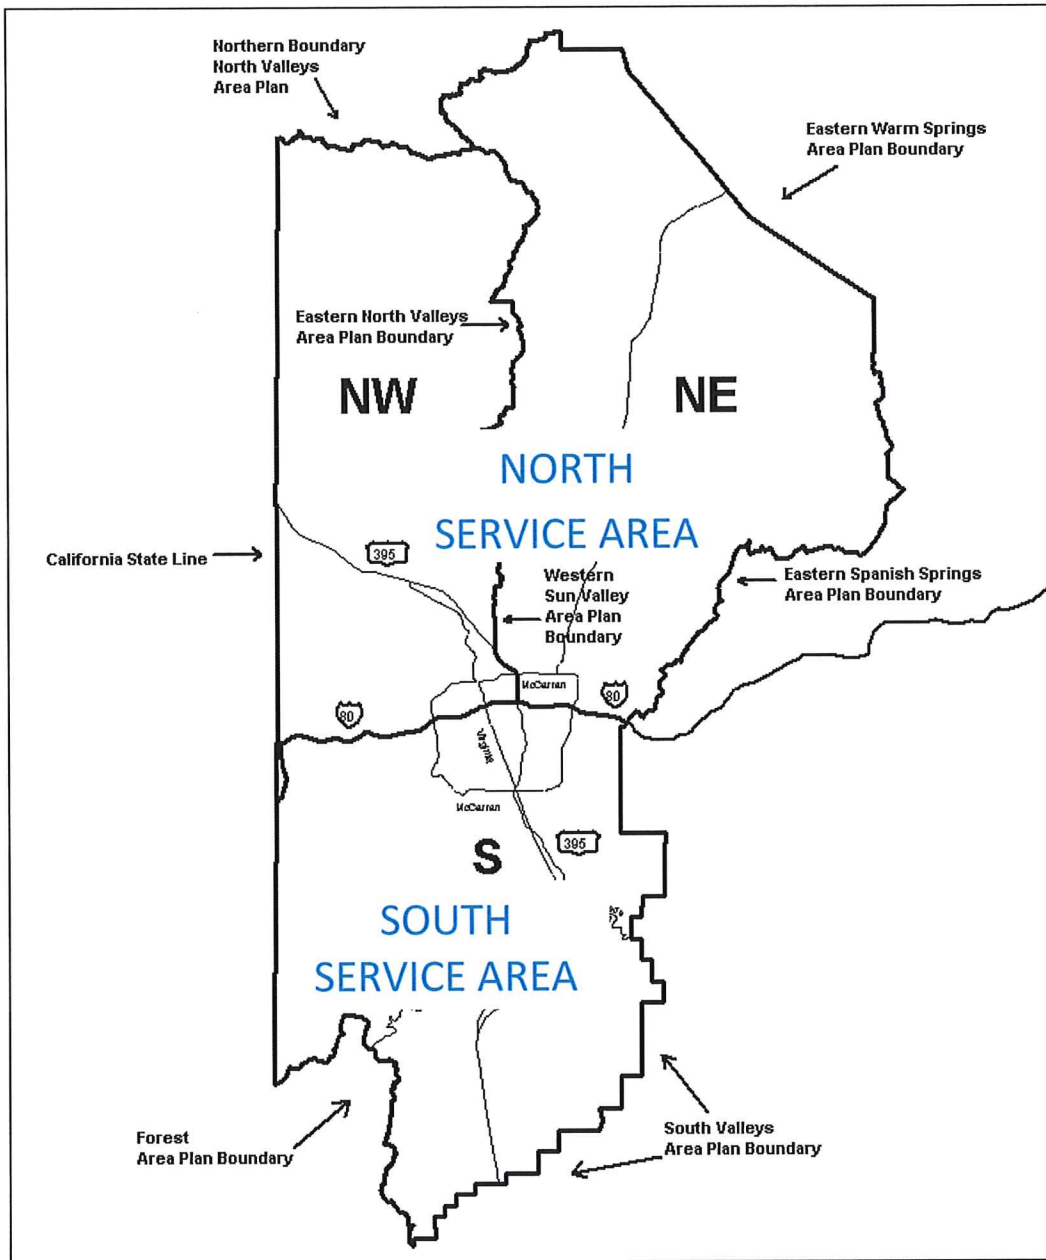 Northern Boundary
North Valleys
Area Plan
Eastern Warm Springs
Area Plan Boundary
Eastern North Valleys
Area Plan Boundary
NW
NE
NORTH
SERVICE AREA
California State Line
395
Western
Sun Valley
Area Plan
Boundary
Eastern Spanish Springs
Area Plan Boundary
McCarran
80
80
Virginia
McCarran
395
S
SOUTH
SERVICE AREA
Forest
Area Plan Boundary
South Valleys
Area Plan Boundary